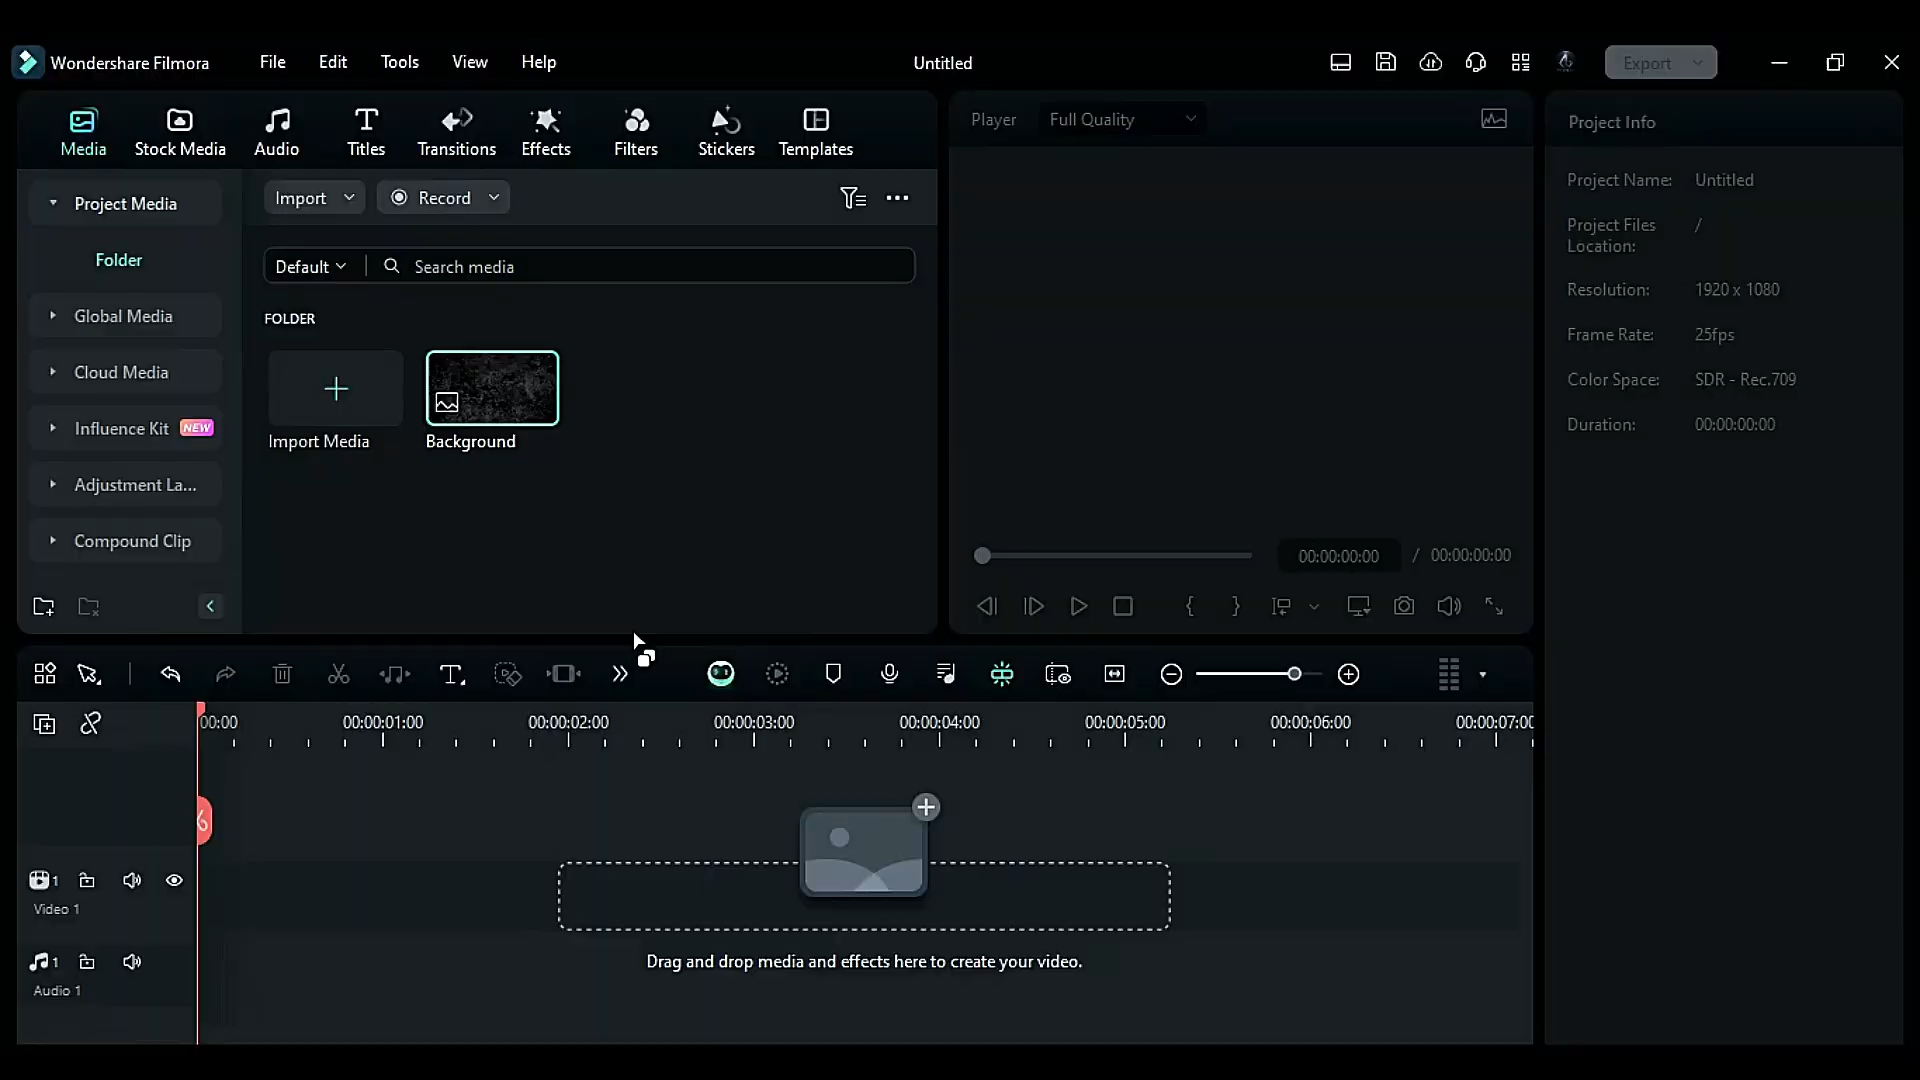 Wondershare Filmora
File
Edit
Tools
View
Help
Untitled
Export
Media
Stock Media
Audio
Titles
Transitions
Effects
Filters
Stickers
Templates
Player
Full Quality
Project Info
Project Media
Folder
Global Media
Cloud Media
Influence Kit NEW
Adjustment La...
Compound Clip
Import
Record
Default
Search media
FOLDER
Import Media
Background
Project Name: Untitled
Project Files
Location: /
Resolution: 1920 x 1080
Frame Rate: 25fps
Color Space: SDR - Rec.709
Duration: 00:00:00:00
00:00:00:00 / 00:00:00:00
00:00
00:00:01:00
00:00:02:00
00:00:03:00
00:00:04:00
00:00:05:00
00:00:06:00
00:00:07:00
1
Video 1
1
Audio 1
Drag and drop media and effects here to create your video.